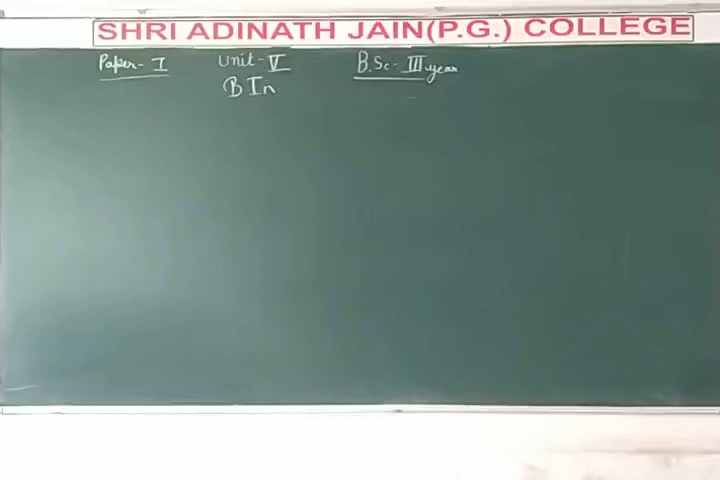 SHRI ADINATH JAIN(P.G.) COLLEGE
Paper- I Unit-V B.Sc- III year
B In